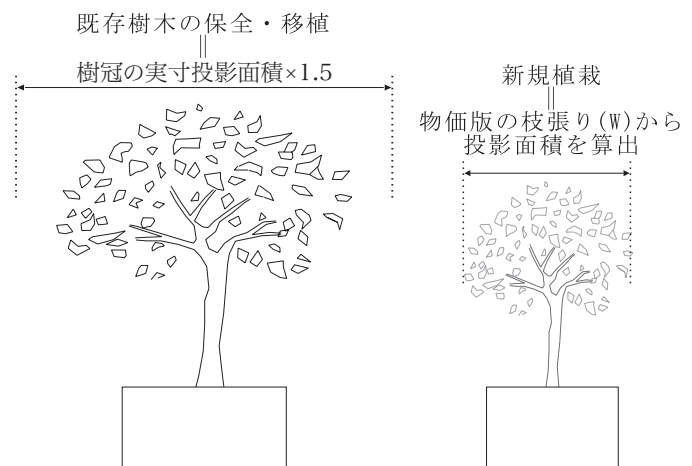 既存樹木の保全・移植
||
樹冠の実寸投影面積×1.5
新規植栽
||
物価版の枝張り(W)から
投影面積を算出